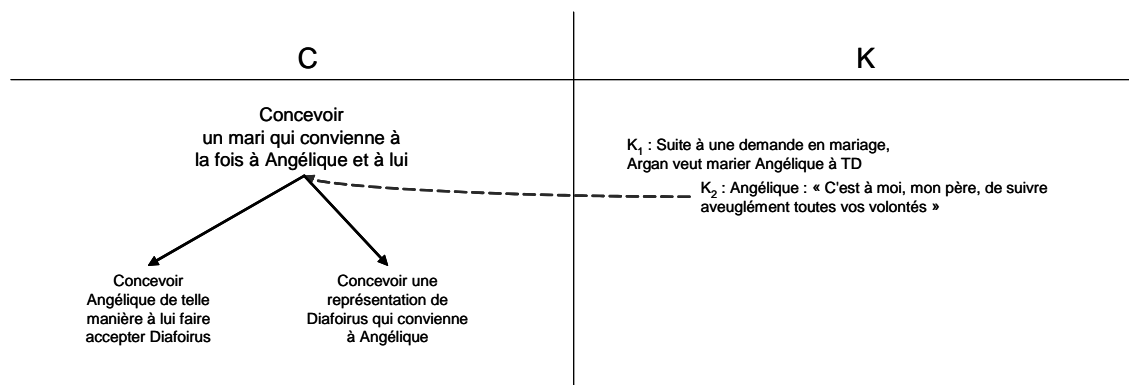 C
K
Concevoir
un mari qui convienne à
la fois à Angélique et à lui
K1 : Suite à une demande en mariage,
Argan veut marier Angélique à TD
K2 : Angélique : « C'est à moi, mon père, de suivre
aveuglément toutes vos volontés »
Concevoir
Angélique de telle
manière à lui faire
accepter Diafoirus
Concevoir une
représentation de
Diafoirus qui convienne
à Angélique